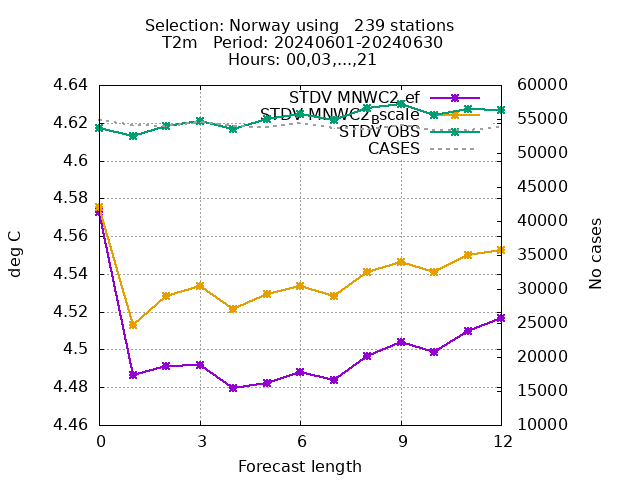 Selection: Norway using   239 stations
T2m   Period: 20240601-20240630
Hours: 00,03,...,21
4.64
4.62
4.6
4.58
4.56
4.54
4.52
4.5
4.48
4.46
deg C
60000
55000
50000
45000
40000
35000
30000
25000
20000
15000
10000
No cases
STDV MNWC2 ef
STDV MNWC2Bscale
STDV OBS
CASES
0
3
6
9
12
Forecast length